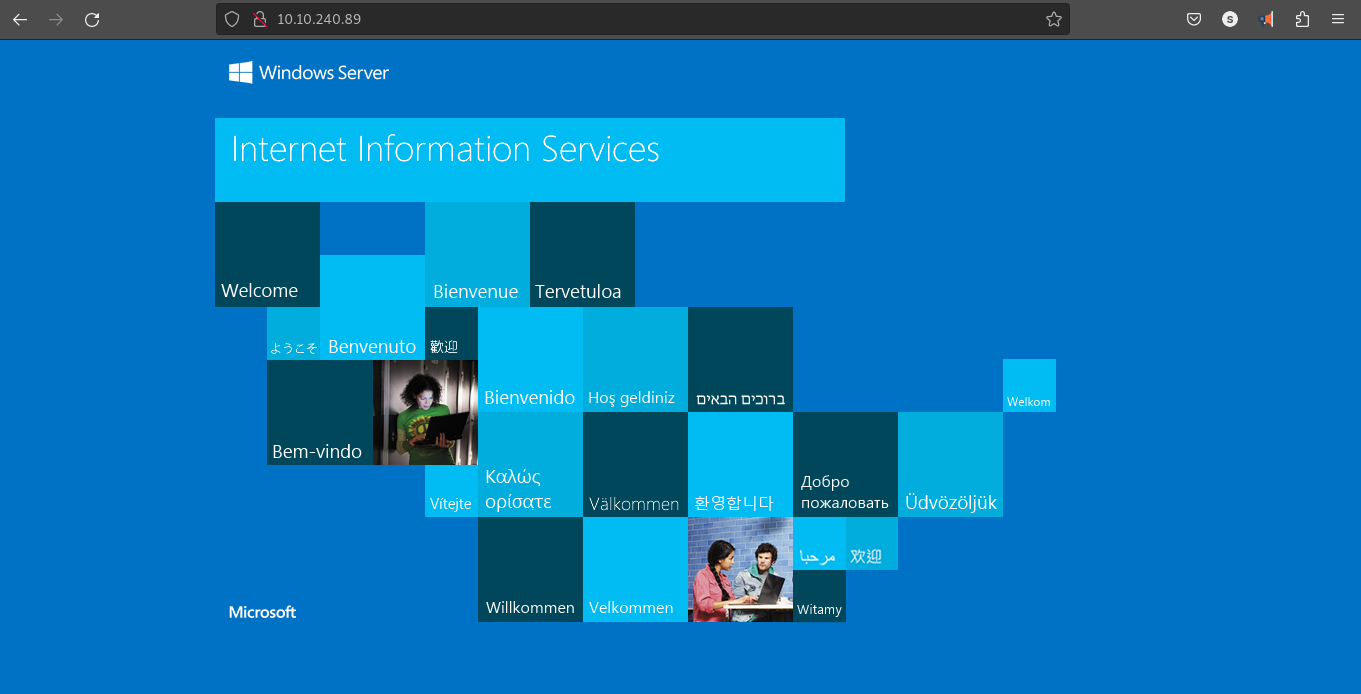 10.10.240.89
S
Windows Server
Internet Information Services
Welcome
Bienvenue
Tervetuloa
ようこそ
Benvenuto
歡迎
Bienvenido
Hoş geldiniz
ברוכים הבאים
Welkom
Bem-vindo
Vítejte
Καλώς
ορίσατε
Välkommen
환영합니다
Добро
пожаловать
Üdvözöljük
Willkommen
Velkommen
مرحبا
欢迎
Witamy
Microsoft